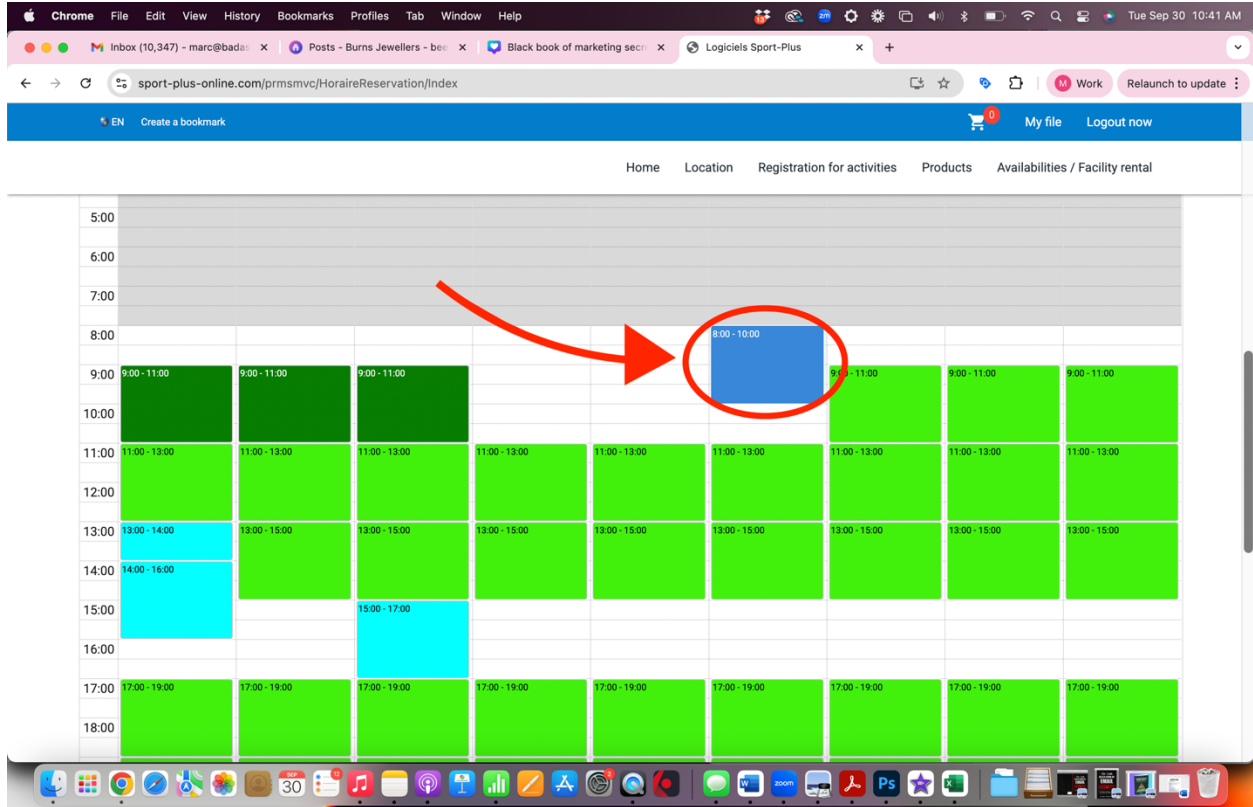 Chrome File Edit View History Bookmarks Profiles Tab Window Help 13 zm Tue Sep 30 10:41 AM
Inbox (10,347) - marc@badas Posts - Burns Jewellers - bee Black book of marketing secr Logiciels Sport-Plus
sport-plus-online.com/prmsmvc/HoraireReservation/Index M Work Relaunch to update
EN Create a bookmark 0 My file Logout now
Home Location Registration for activities Products Availabilities / Facility rental
5:00
6:00
7:00
8:00 8:00 - 10:00
9:00 9:00 - 11:00 9:00 - 11:00 9:00 - 11:00 9:00 - 11:00 9:00 - 11:00 9:00 - 11:00
10:00
11:00 11:00 - 13:00 11:00 - 13:00 11:00 - 13:00 11:00 - 13:00 11:00 - 13:00 11:00 - 13:00 11:00 - 13:00 11:00 - 13:00 11:00 - 13:00
12:00
13:00 13:00 - 14:00 13:00 - 15:00 13:00 - 15:00 13:00 - 15:00 13:00 - 15:00 13:00 - 15:00 13:00 - 15:00 13:00 - 15:00 13:00 - 15:00
14:00 14:00 - 16:00
15:00 15:00 - 17:00
16:00
17:00 17:00 - 19:00 17:00 - 19:00 17:00 - 19:00 17:00 - 19:00 17:00 - 19:00 17:00 - 19:00 17:00 - 19:00 17:00 - 19:00 17:00 - 19:00
18:00
SEP 30 12 2 W zoom Ps X